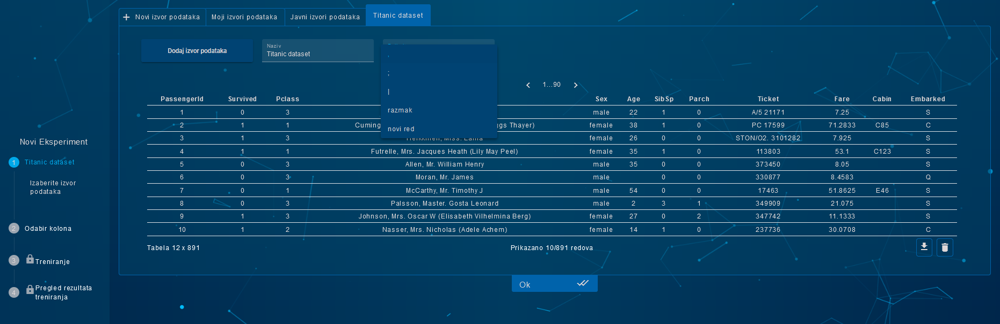 + Novi izvor podataka
Moji izvori podataka
Javni izvori podataka
Titanic dataset
Dodaj izvor podataka
Naziv
Titanic dataset
,
;
|
razmak
novi red
1...90
PassengerId Survived Pclass Sex Age SibSp Parch Ticket Fare Cabin Embarked
1 0 3 male 22 1 0 A/5 21171 7.25 S
2 1 1 Cuming ggs Thayer) female 38 1 0 PC 17599 71.2833 C85 C
3 1 3 Heikkinen, Miss. Laina female 26 0 0 STON/O2. 3101282 7.925 S
4 1 1 Futrelle, Mrs. Jacques Heath (Lily May Peel) female 35 1 0 113803 53.1 C123 S
5 0 3 Allen, Mr. William Henry male 35 0 0 373450 8.05 S
6 0 3 Moran, Mr. James male 0 0 330877 8.4583 Q
7 0 1 McCarthy, Mr. Timothy J male 54 0 0 17463 51.8625 E46 S
8 0 3 Palsson, Master. Gosta Leonard male 2 3 1 349909 21.075 S
9 1 3 Johnson, Mrs. Oscar W (Elisabeth Vilhelmina Berg) female 27 0 2 347742 11.1333 S
10 1 2 Nasser, Mrs. Nicholas (Adele Achem) female 14 1 0 237736 30.0708 C
Tabela 12 x 891
Prikazano 10/891 redova
Ok
Novi Eksperiment
1 Titanic dataset
Izaberite izvor
podataka
2 Odabir kolona
3 Treniranje
4 Pregled rezultata
treniranja